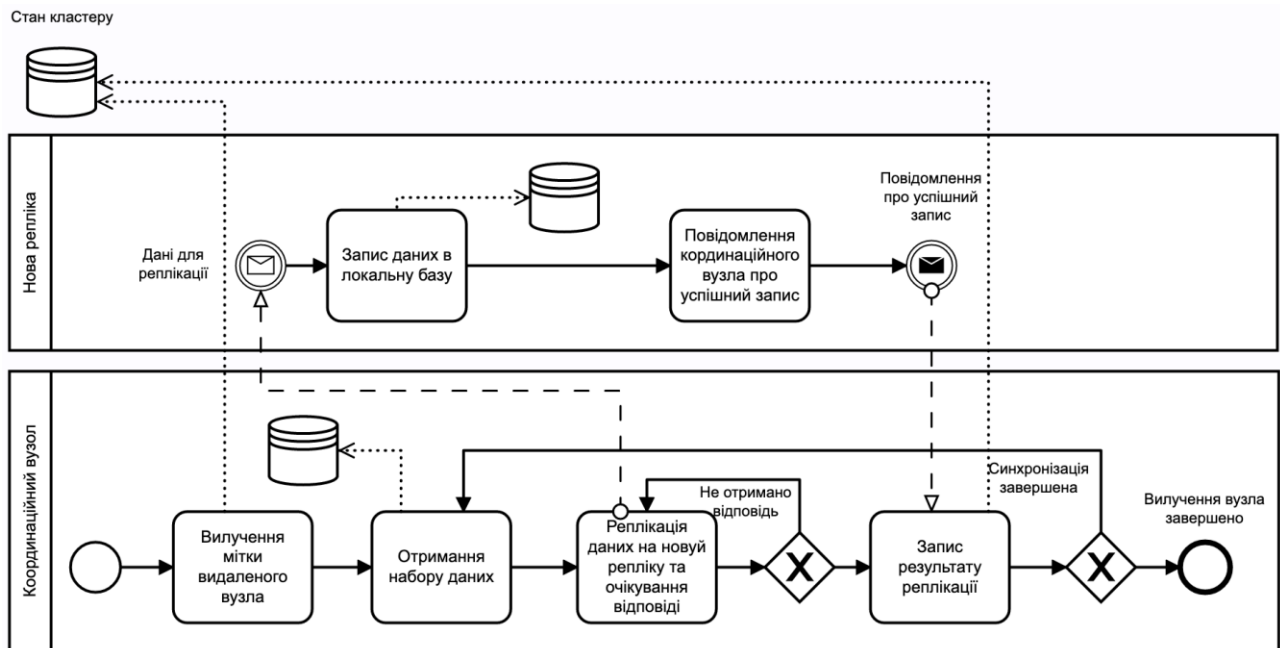 Стан кластеру
Нова репліка
Дані для
реплікації
Запис даних в
локальну базу
Повідомлення
кординаційного
вузла про
успішний запис
Повідомлення
про успішний
запис
Координаційний вузол
Вилучення
мітки
видаленого
вузла
Отримання
набору даних
Реплікація
даних на новуй
репліку та
очікування
відповіді
Не отримано
відповідь
Запис
результату
реплікації
Синхронізація
завершена
Вилучення вузла
завершено